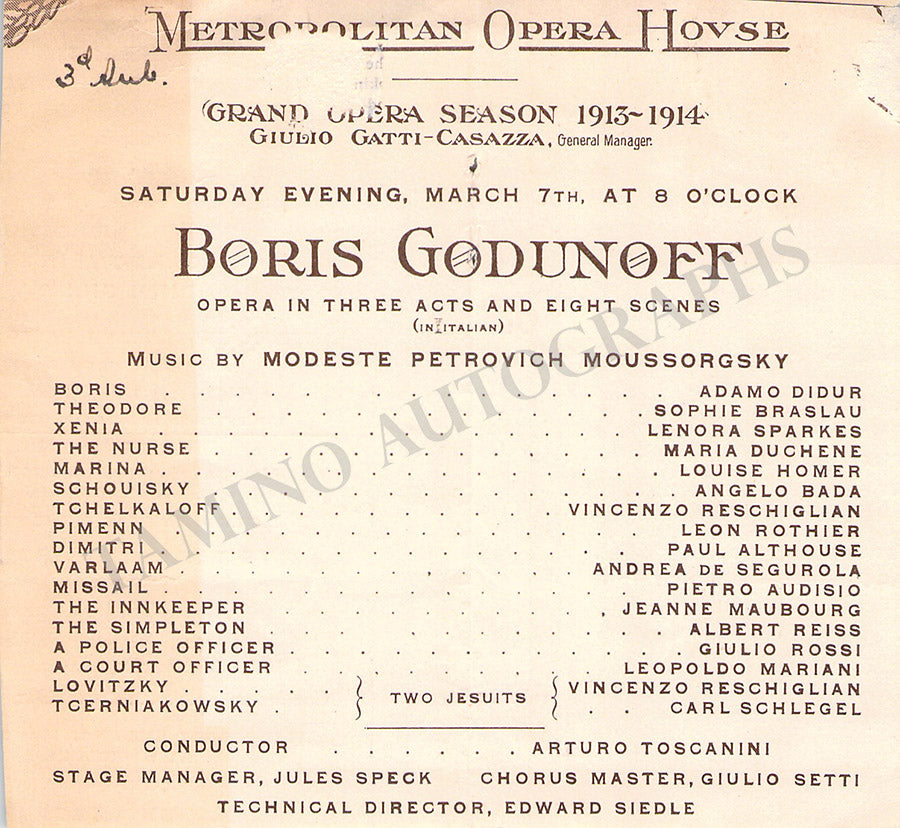 METROPOLITAN OPERA HOVSE
3d Sub.
GRAND OPERA SEASON 1913~1914
GIULIO GATTI-CASAZZA, General Manager.
SATURDAY EVENING, MARCH 7TH, AT 8 O'CLOCK
BORIS GODUNOFF
OPERA IN THREE ACTS AND EIGHT SCENES
(IN ITALIAN)
MUSIC BY MODESTE PETROVICH MOUSSORGSKY
BORIS . . . . . . . . . . . . ADAMO DIDUR
THEODORE . . . . . . . . . . . SOPHIE BRASLAU
XENIA . . . . . . . . . . . . LENORA SPARKES
THE NURSE . . . . . . . . . . . MARIA DUCHENE
MARINA . . . . . . . . . . . . LOUISE HOMER
SCHOUISKY . . . . . . . . . . . ANGELO BADA
TCHELKALOFF . . . . . . . . . VINCENZO RESCHIGLIAN
PIMENN . . . . . . . . . . . . LEON ROTHIER
DIMITRI . . . . . . . . . . . . PAUL ALTHOUSE
VARLAAM . . . . . . . . . . ANDREA DE SEGUROLA
MISSAIL . . . . . . . . . . . PIETRO AUDISIO
THE INNKEEPER . . . . . . . . . JEANNE MAUBOURG
THE SIMPLETON . . . . . . . . . . ALBERT REISS
A POLICE OFFICER . . . . . . . . . . GIULIO ROSSI
A COURT OFFICER . . . . . . . . LEOPOLDO MARIANI
LOVITZKY . . . . . } TWO JESUITS { VINCENZO RESCHIGLIAN
TCERNIAKOWSKY . . } { . . CARL SCHLEGEL
CONDUCTOR . . . . . . ARTURO TOSCANINI
STAGE MANAGER, JULES SPECK CHORUS MASTER, GIULIO SETTI
TECHNICAL DIRECTOR, EDWARD SIEDLE
TAMINO AUTOGRAPHS